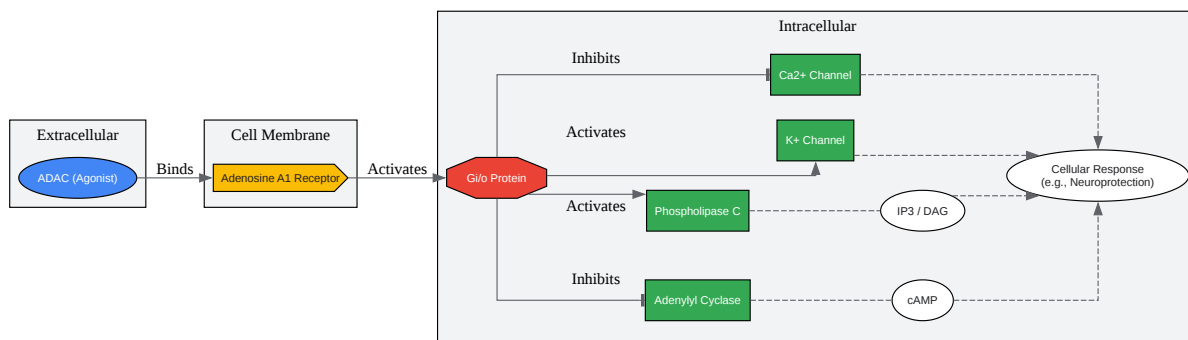 Intracellular
Inhibits
Ca2+ Channel
Extracellular
Cell Membrane
Activates
K+ Channel
ADAC (Agonist)
Binds
Adenosine A1 Receptor
Activates
Gi/o Protein
Cellular Response
(e.g., Neuroprotection)
Activates
Phospholipase C
IP3 / DAG
Inhibits
Adenylyl Cyclase
cAMP